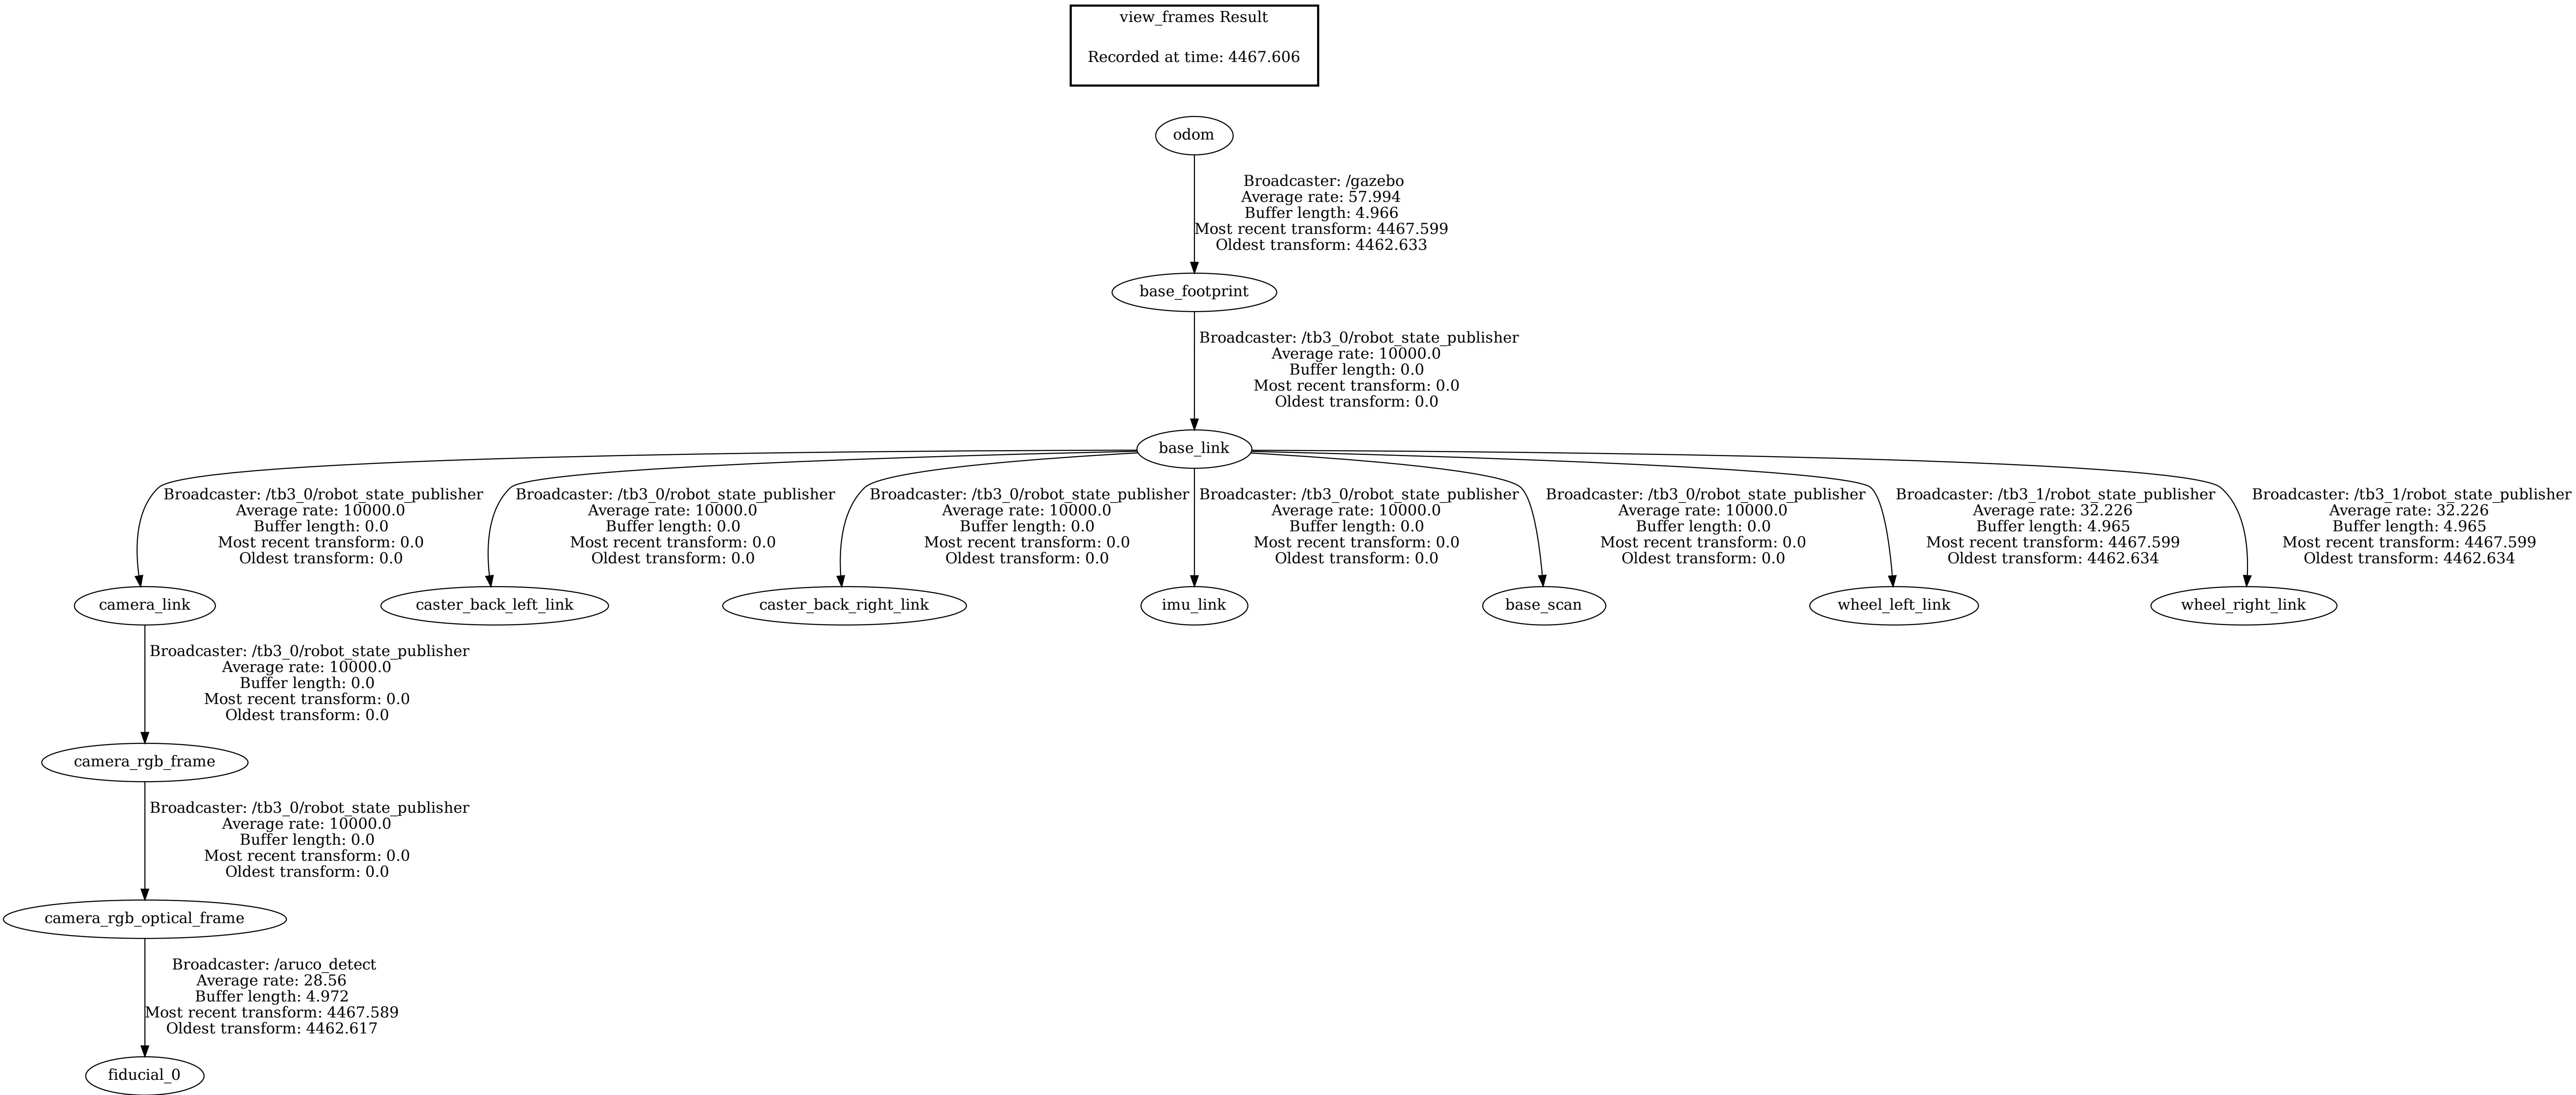 view_frames Result
Recorded at time: 4467.606
odom
Broadcaster: /gazebo
Average rate: 57.994
Buffer length: 4.966
Most recent transform: 4467.599
Oldest transform: 4462.633
base_footprint
Broadcaster: /tb3_0/robot_state_publisher
Average rate: 10000.0
Buffer length: 0.0
Most recent transform: 0.0
Oldest transform: 0.0
base_link
Broadcaster: /tb3_0/robot_state_publisher
Average rate: 10000.0
Buffer length: 0.0
Most recent transform: 0.0
Oldest transform: 0.0
Broadcaster: /tb3_0/robot_state_publisher
Average rate: 10000.0
Buffer length: 0.0
Most recent transform: 0.0
Oldest transform: 0.0
Broadcaster: /tb3_0/robot_state_publisher
Average rate: 10000.0
Buffer length: 0.0
Most recent transform: 0.0
Oldest transform: 0.0
Broadcaster: /tb3_0/robot_state_publisher
Average rate: 10000.0
Buffer length: 0.0
Most recent transform: 0.0
Oldest transform: 0.0
Broadcaster: /tb3_0/robot_state_publisher
Average rate: 10000.0
Buffer length: 0.0
Most recent transform: 0.0
Oldest transform: 0.0
Broadcaster: /tb3_1/robot_state_publisher
Average rate: 32.226
Buffer length: 4.965
Most recent transform: 4467.599
Oldest transform: 4462.634
Broadcaster: /tb3_1/robot_state_publisher
Average rate: 32.226
Buffer length: 4.965
Most recent transform: 4467.599
Oldest transform: 4462.634
camera_link
caster_back_left_link
caster_back_right_link
imu_link
base_scan
wheel_left_link
wheel_right_link
Broadcaster: /tb3_0/robot_state_publisher
Average rate: 10000.0
Buffer length: 0.0
Most recent transform: 0.0
Oldest transform: 0.0
camera_rgb_frame
Broadcaster: /tb3_0/robot_state_publisher
Average rate: 10000.0
Buffer length: 0.0
Most recent transform: 0.0
Oldest transform: 0.0
camera_rgb_optical_frame
Broadcaster: /aruco_detect
Average rate: 28.56
Buffer length: 4.972
Most recent transform: 4467.589
Oldest transform: 4462.617
fiducial_0